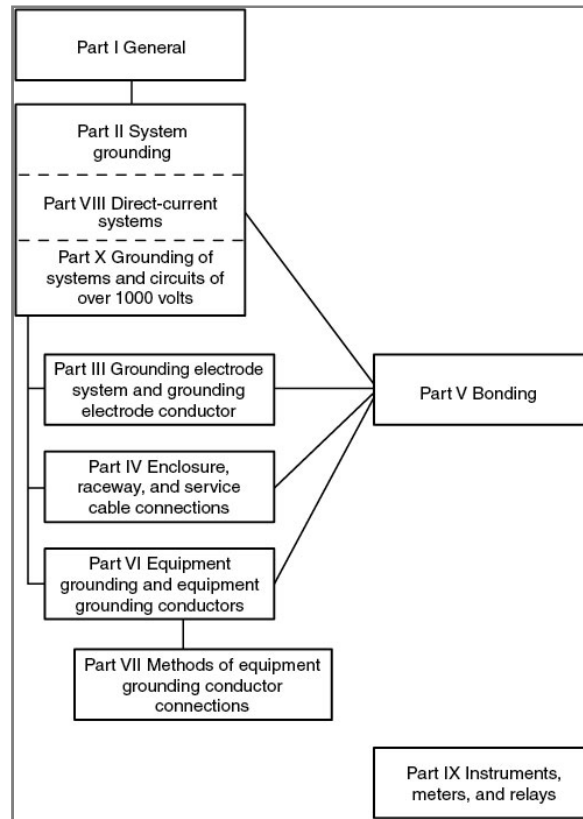 Part I General
Part II System
grounding
Part VIII Direct-current
systems
Part X Grounding of
systems and circuits of
over 1000 volts
Part III Grounding electrode
system and grounding
electrode conductor
Part V Bonding
Part IV Enclosure,
raceway, and service
cable connections
Part VI Equipment
grounding and equipment
grounding conductors
Part VII Methods of equipment
grounding conductor
connections
Part IX Instruments,
meters, and relays